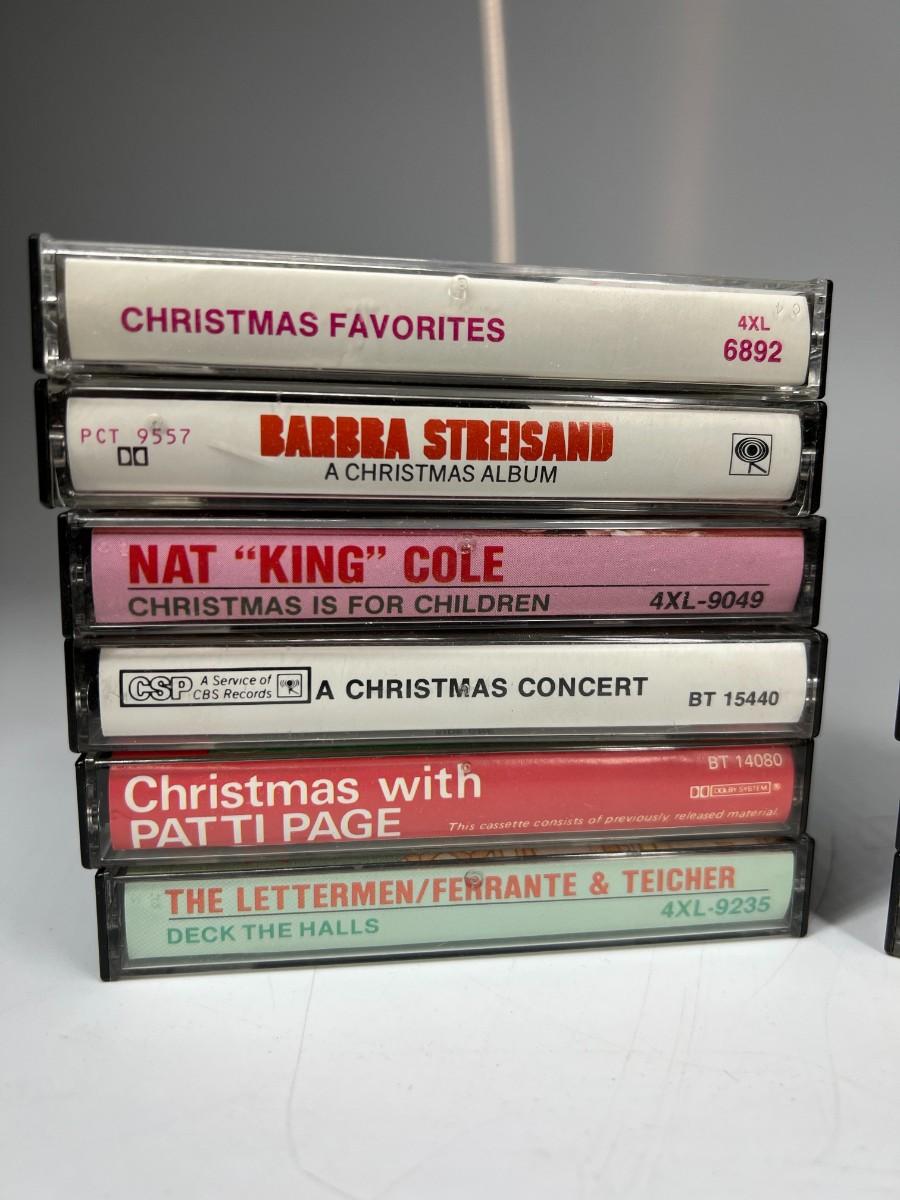 CHRISTMAS FAVORITES
4XL
6892
PCT 9557
BARBRA STREISAND
A CHRISTMAS ALBUM
NAT “KING” COLE
CHRISTMAS IS FOR CHILDREN
4XL-9049
CSP A Service of
CBS Records
A CHRISTMAS CONCERT
BT 15440
Christmas with
PATTI PAGE
BT 14080
DOLBY SYSTEM ®
This cassette consists of previously released material.
THE LETTERMEN/FERRANTE & TEICHER
DECK THE HALLS
4XL-9235